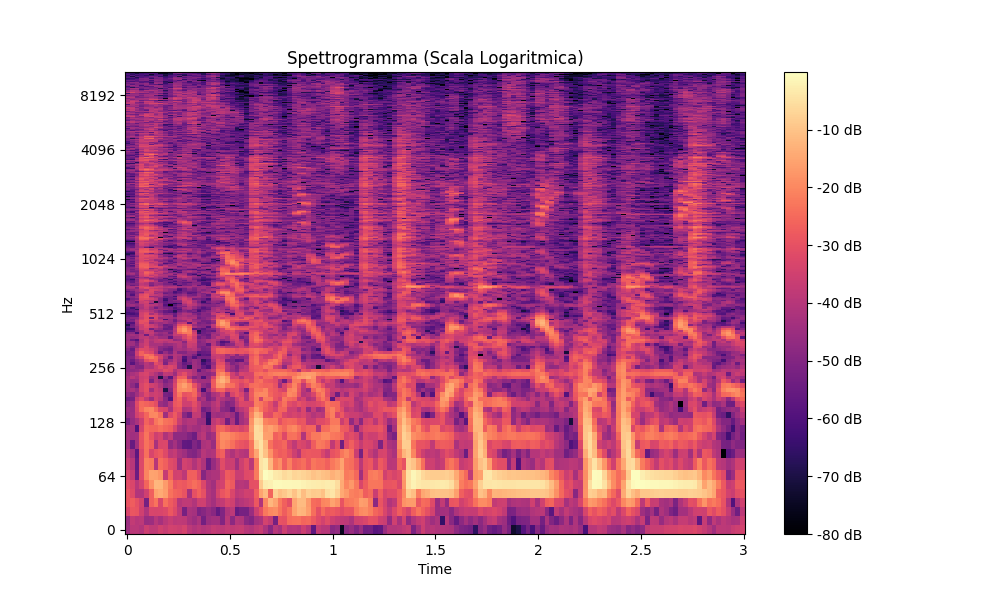 Spettrogramma (Scala Logaritmica)
Hz
8192
4096
2048
1024
512
256
128
64
0
0
0.5
1
1.5
2
2.5
3
Time
-10 dB
-20 dB
-30 dB
-40 dB
-50 dB
-60 dB
-70 dB
-80 dB